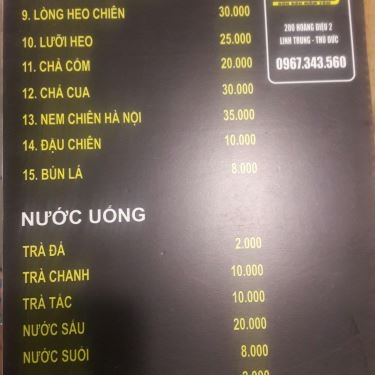 200 HOÀNG DIỆU 2
LINH TRUNG - THỦ ĐỨC
0967.343.560
9. LÒNG HEO CHIÊN 30.000
10. LƯỠI HEO 25.000
11. CHẢ CỐM 20.000
12. CHẢ CUA 30.000
13. NEM CHIÊN HÀ NỘI 35.000
14. ĐẬU CHIÊN 10.000
15. BÚN LÁ 8.000
NƯỚC UỐNG
TRÀ ĐÁ 2.000
TRÀ CHANH 10.000
TRÀ TẮC 10.000
NƯỚC SẤU 20.000
NƯỚC SUỐI 8.000